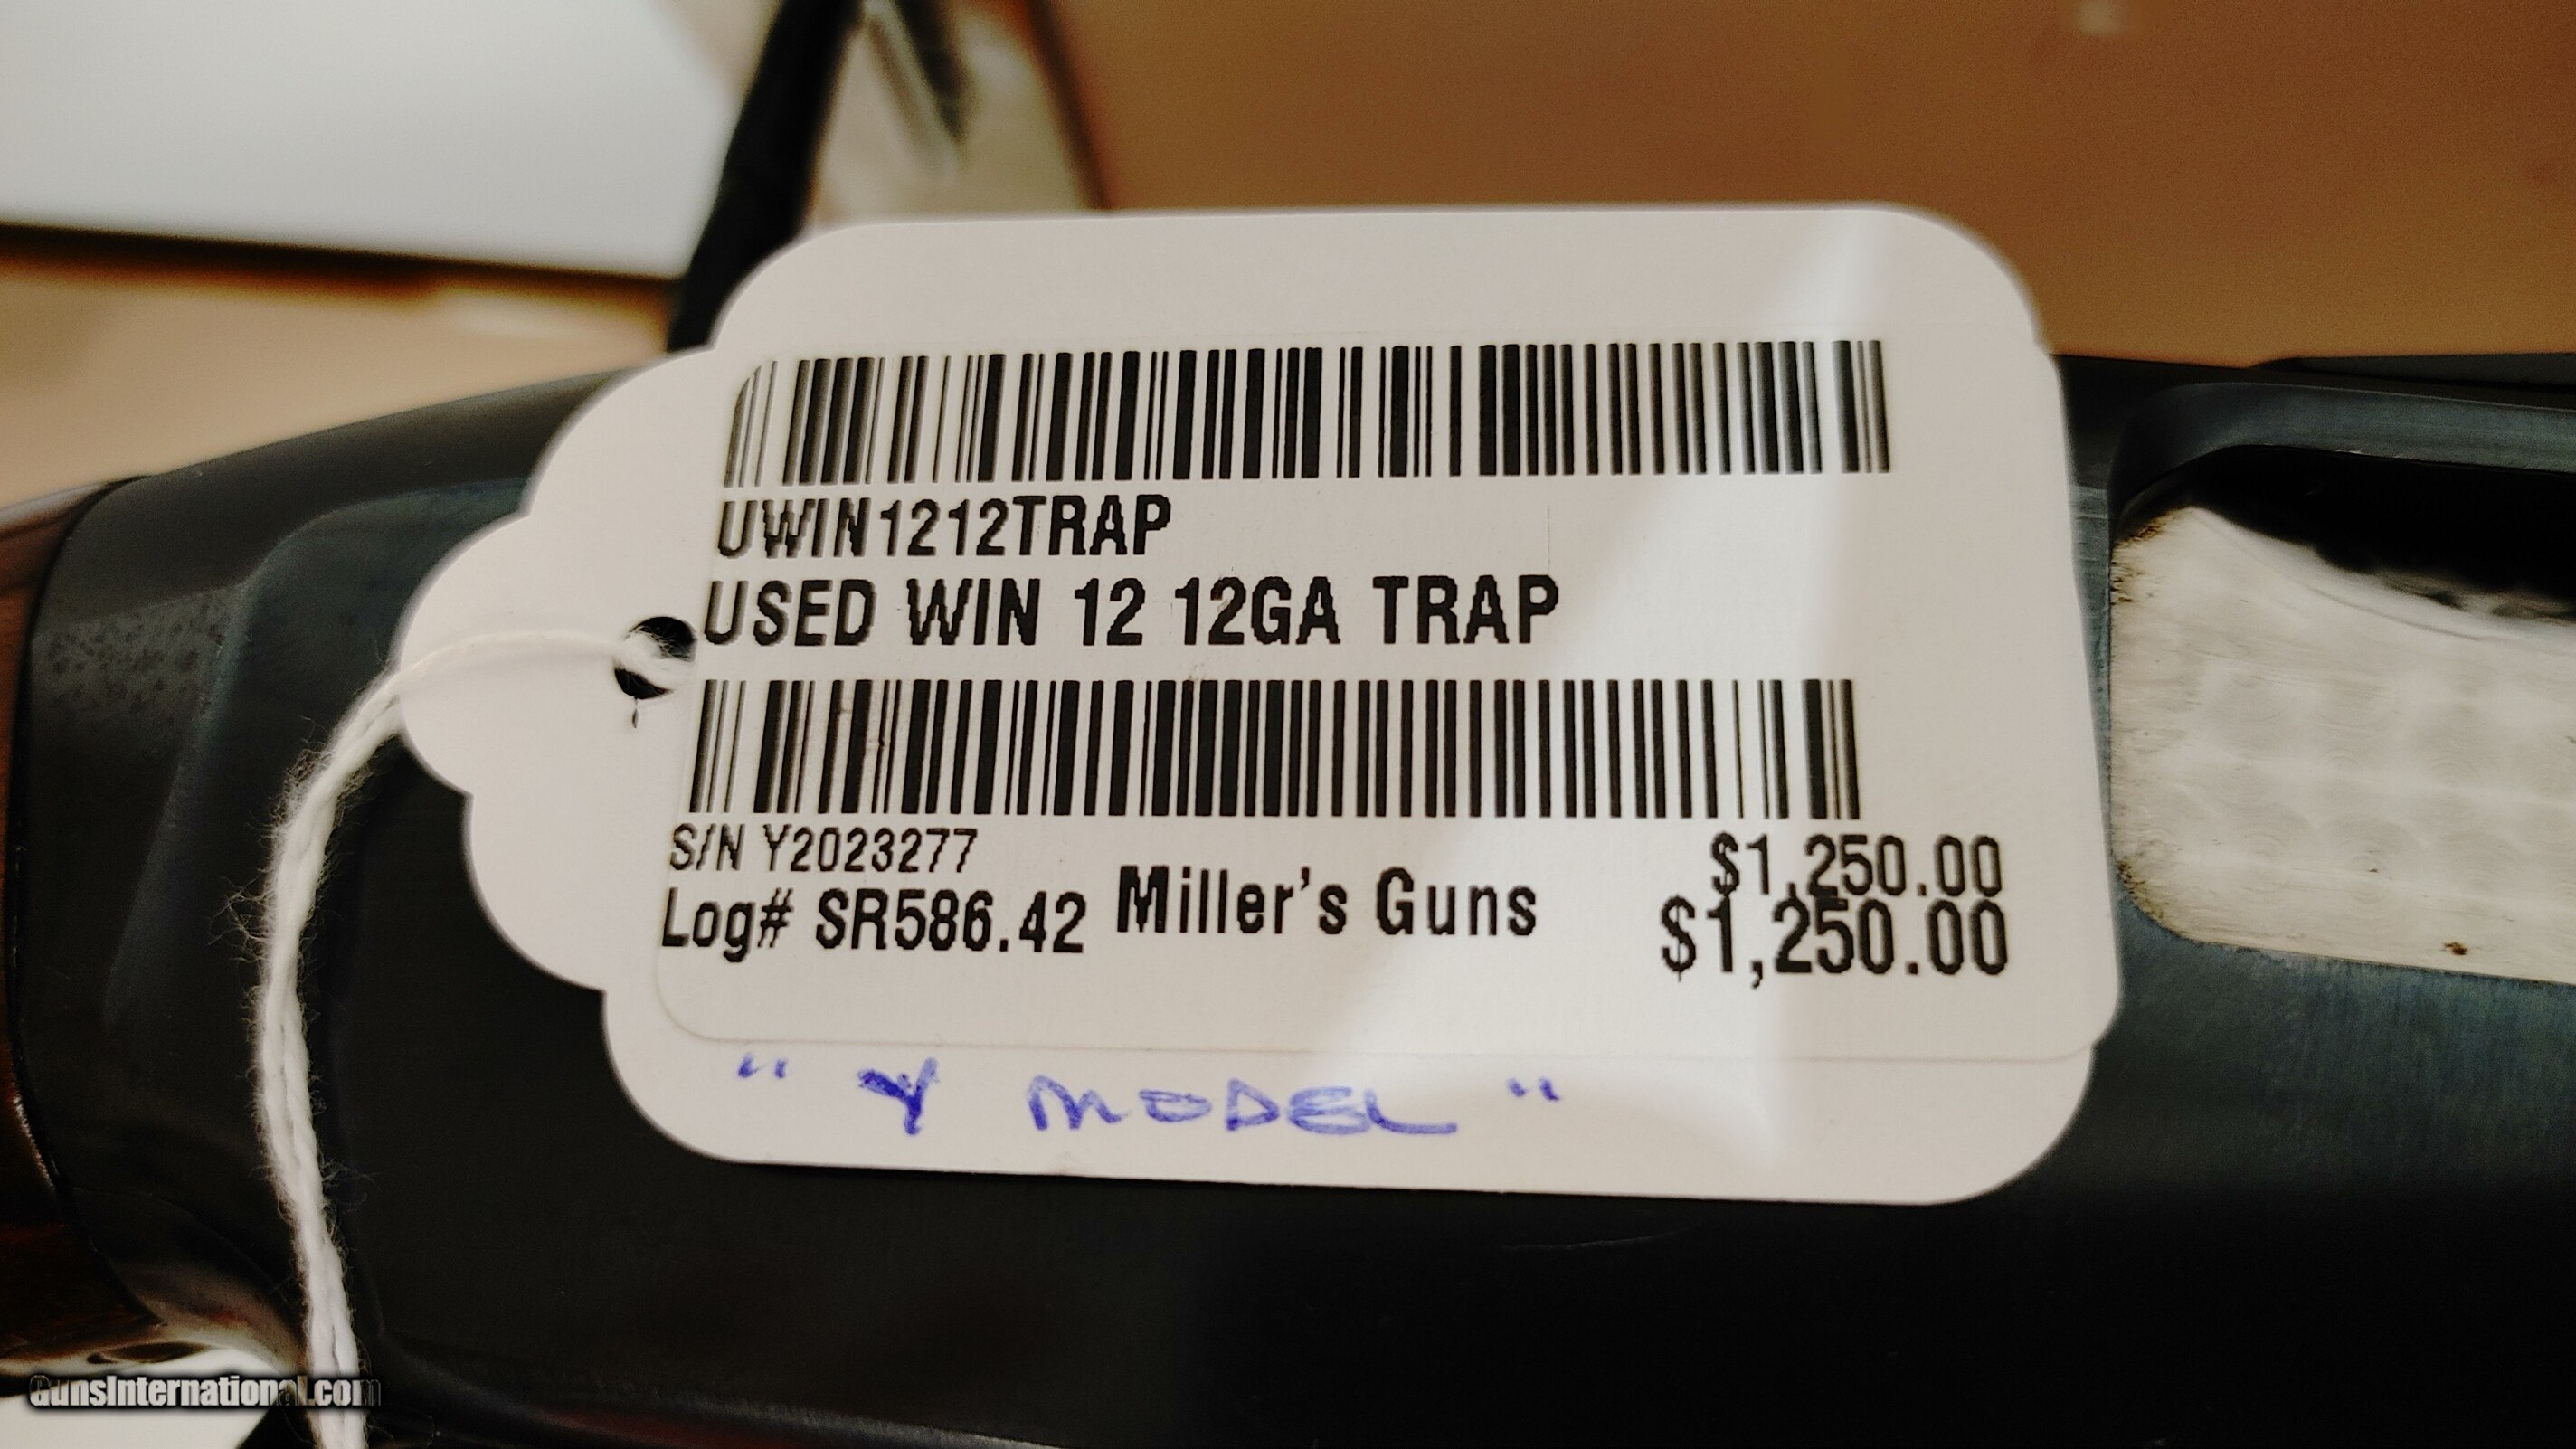 UWIN1212TRAP
USED WIN 12 12GA TRAP
S/N Y2023277
$1,250.00
Log# SR586.42 Miller's Guns $1,250.00
" Y MODEL "
GunsInternational.com